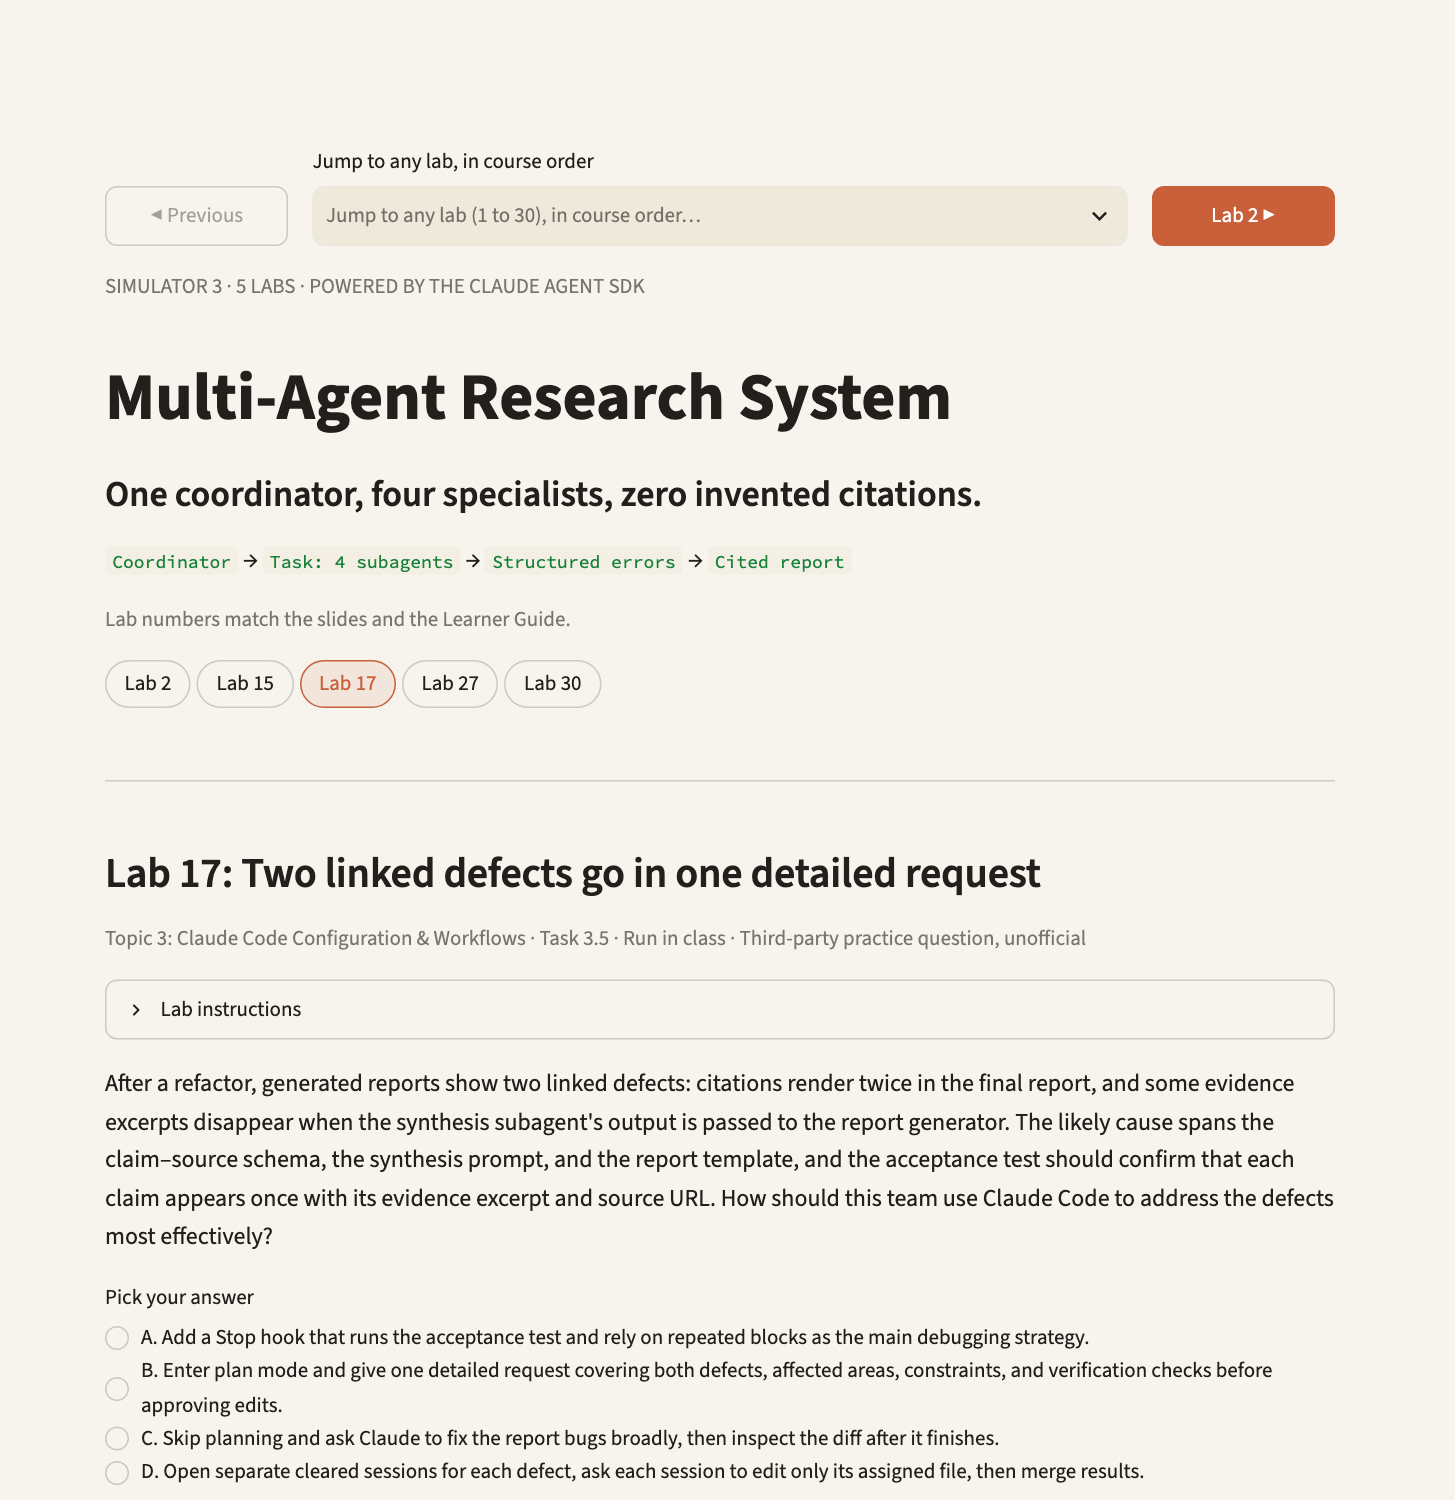 Jump to any lab, in course order
◀ Previous
Jump to any lab (1 to 30), in course order…
Lab 2 ▶
SIMULATOR 3 · 5 LABS · POWERED BY THE CLAUDE AGENT SDK
Multi-Agent Research System
One coordinator, four specialists, zero invented citations.
Coordinator → Task: 4 subagents → Structured errors → Cited report
Lab numbers match the slides and the Learner Guide.
Lab 2
Lab 15
Lab 17
Lab 27
Lab 30
Lab 17: Two linked defects go in one detailed request
Topic 3: Claude Code Configuration & Workflows · Task 3.5 · Run in class · Third-party practice question, unofficial
Lab instructions
After a refactor, generated reports show two linked defects: citations render twice in the final report, and some evidence
excerpts disappear when the synthesis subagent's output is passed to the report generator. The likely cause spans the
claim–source schema, the synthesis prompt, and the report template, and the acceptance test should confirm that each
claim appears once with its evidence excerpt and source URL. How should this team use Claude Code to address the defects
most effectively?
Pick your answer
A. Add a Stop hook that runs the acceptance test and rely on repeated blocks as the main debugging strategy.
B. Enter plan mode and give one detailed request covering both defects, affected areas, constraints, and verification checks before
approving edits.
C. Skip planning and ask Claude to fix the report bugs broadly, then inspect the diff after it finishes.
D. Open separate cleared sessions for each defect, ask each session to edit only its assigned file, then merge results.